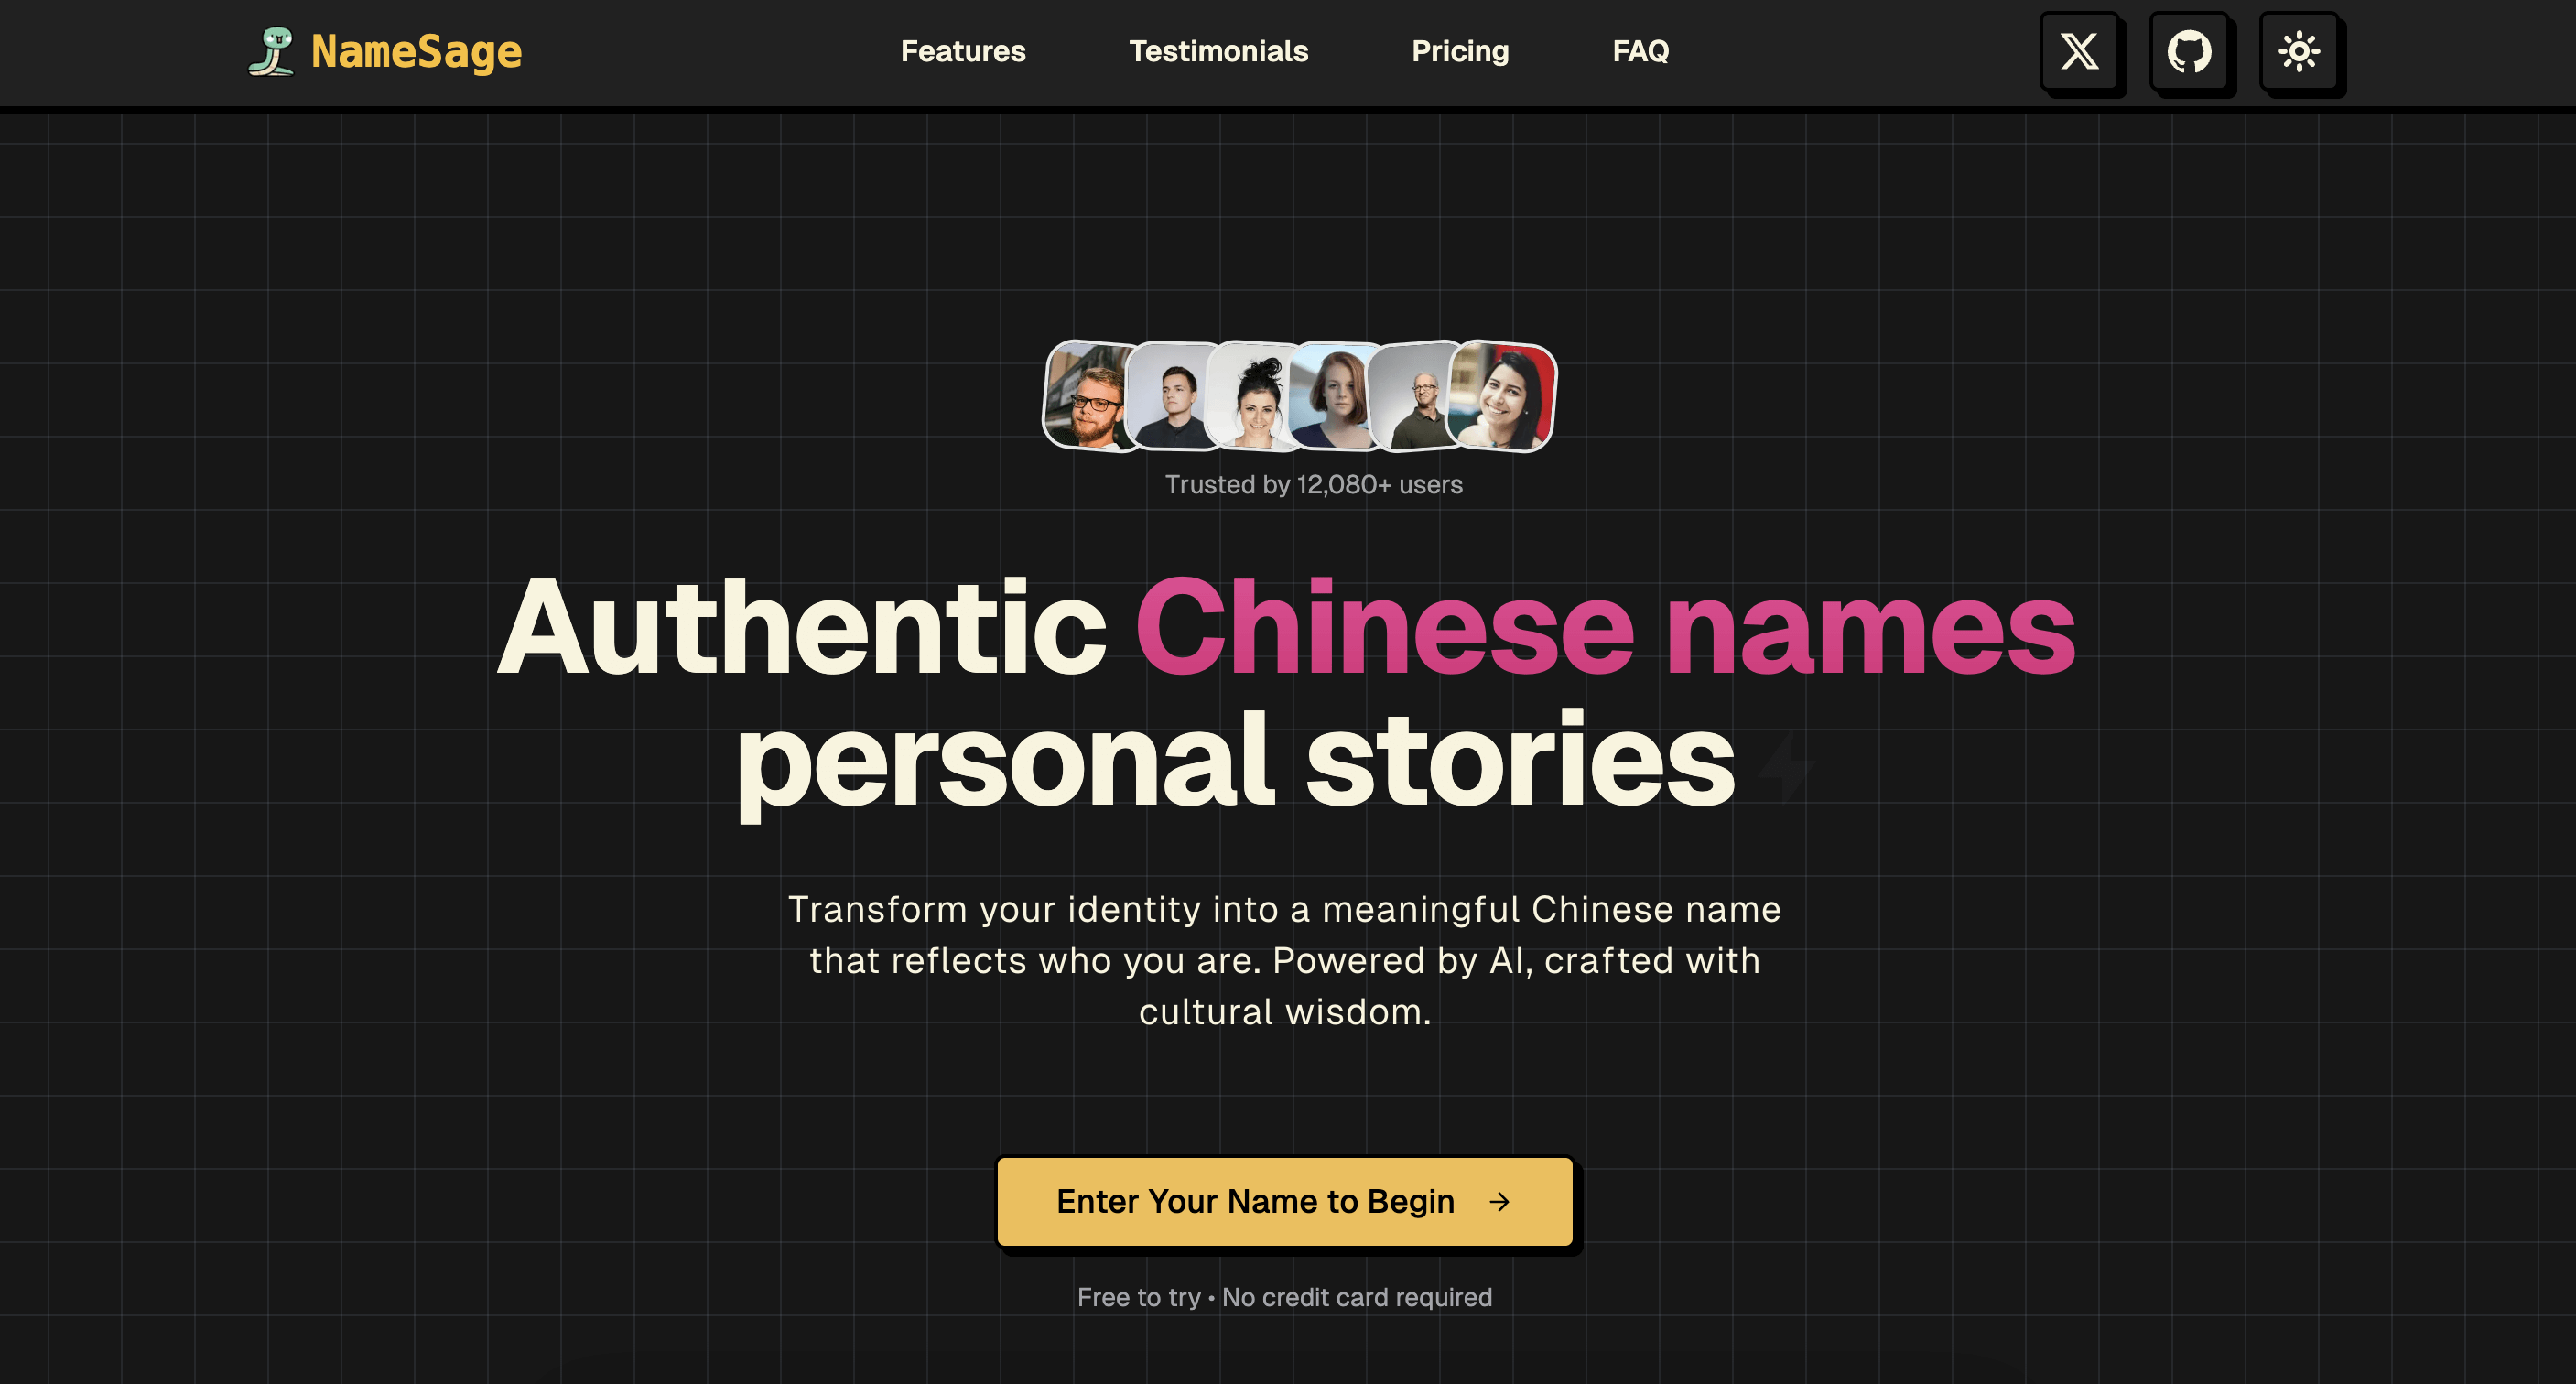 NameSage
Features
Testimonials
Pricing
FAQ
Trusted by 12,080+ users
Authentic Chinese names
personal stories
Transform your identity into a meaningful Chinese name
that reflects who you are. Powered by AI, crafted with
cultural wisdom.
Enter Your Name to Begin →
Free to try • No credit card required